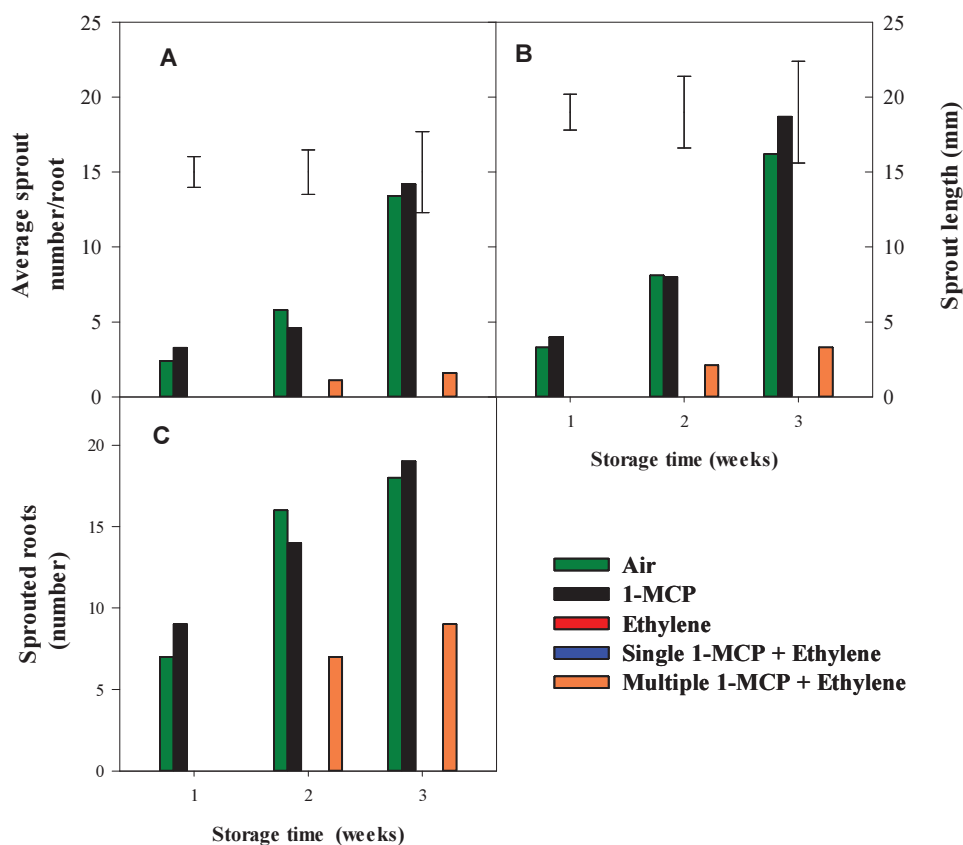 A
25
20
15
10
5
0
Average sprout
number/root
B
25
20
15
10
5
0
Sprout length (mm)
1 2 3
Storage time (weeks)
C
20
15
10
5
0
Sprouted roots
(number)
1 2 3
Storage time (weeks)
Air
1-MCP
Ethylene
Single 1-MCP + Ethylene
Multiple 1-MCP + Ethylene